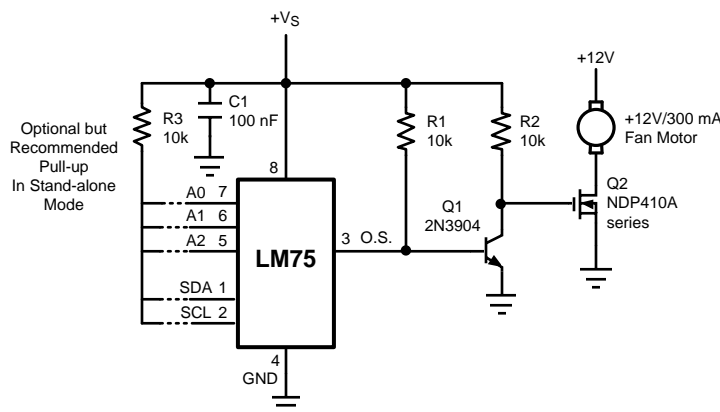 +VS
+12V
C1
100 nF
R3
10k
R1
10k
R2
10k
+12V/300 mA
Fan Motor
Optional but
Recommended
Pull-up
In Stand-alone
Mode
8
A0 7
A1 6
A2 5
SDA 1
SCL 2
LM75
3 O.S.
Q1
2N3904
Q2
NDP410A
series
4
GND